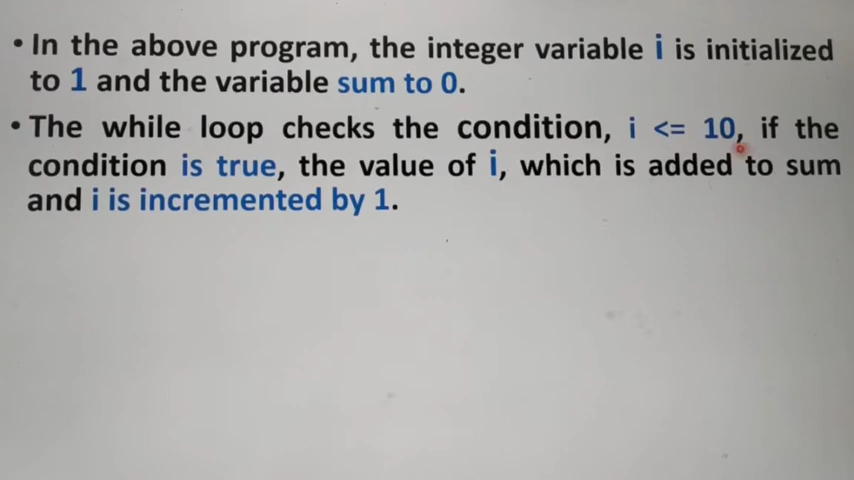 • In the above program, the integer variable i is initialized
to 1 and the variable sum to 0.
• The while loop checks the condition, i <= 10, if the
condition is true, the value of i, which is added to sum
and i is incremented by 1.